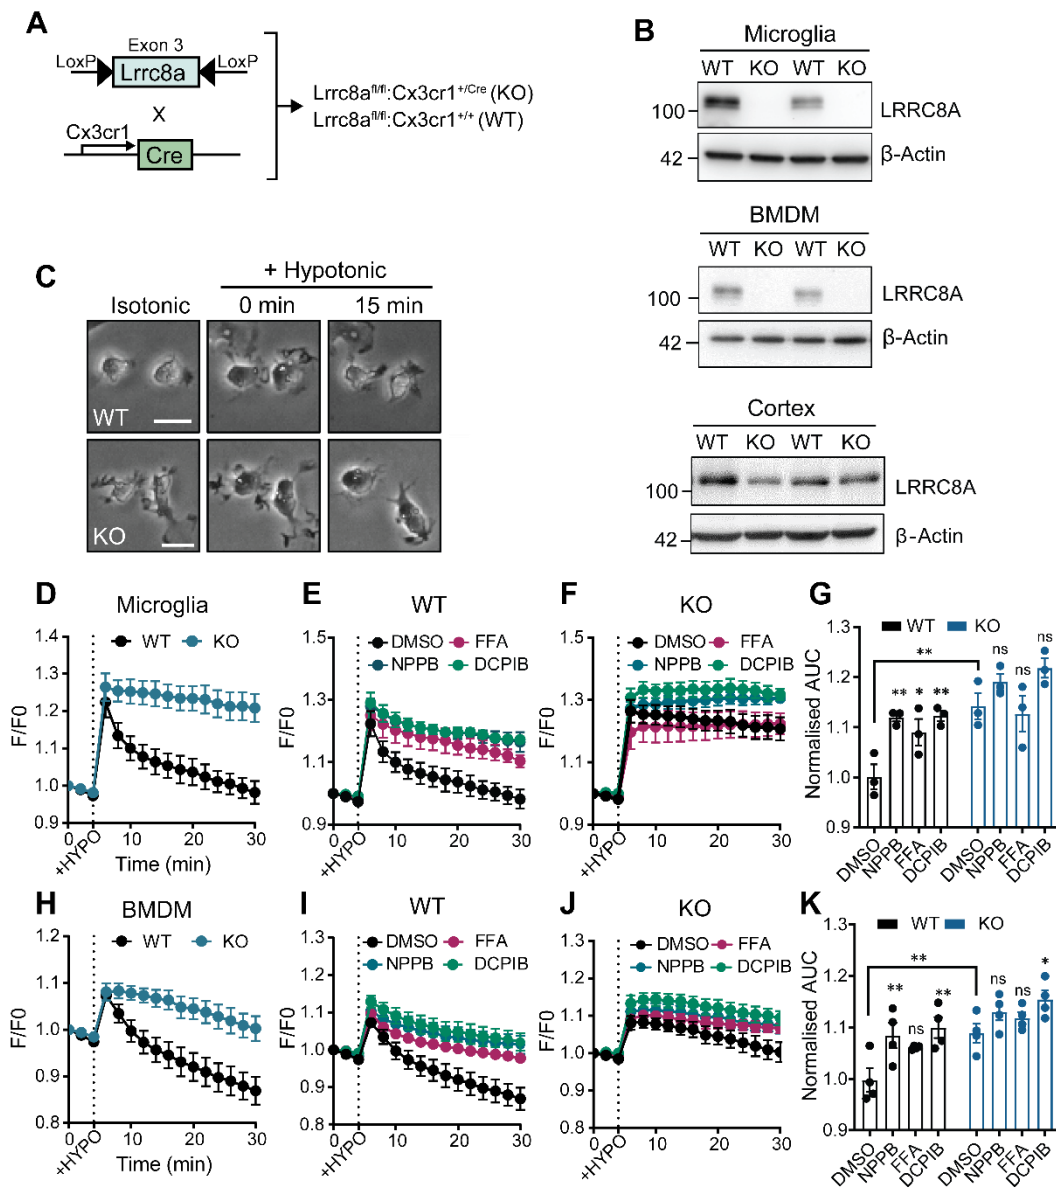 A
Exon 3
LoxP
Lrrc8a
LoxP
X
Cx3cr1
Cre
Lrrc8a^fl/fl:Cx3cr1^+/Cre (KO)
Lrrc8a^fl/fl:Cx3cr1^+/+ (WT)
B
Microglia
WT KO WT KO
100
LRRC8A
42
β-Actin
BMDM
WT KO WT KO
100
LRRC8A
42
β-Actin
Cortex
WT KO WT KO
100
LRRC8A
42
β-Actin
C
+ Hypotonic
Isotonic 0 min 15 min
WT
KO
D
Microglia
WT KO
F/F0
1.4
1.3
1.2
1.1
1.0
0.9
0 10 20 30
+HYPO
Time (min)
E
WT
DMSO FFA
NPPB DCPIB
F/F0
1.5
1.3
1.2
1.0
0.9
10 20 30
+HYPO
F
KO
DMSO FFA
NPPB DCPIB
F/F0
1.5
1.3
1.2
1.0
0.9
0 10 20 30
+HYPO
G
WT KO
Normalised AUC
1.3
1.2
1.1
1.0
0.9
** * ** ** ns ns ns
DMSO
NPPB
FFA
DCPIB
DMSO
NPPB
FFA
DCPIB
H
BMDM
WT KO
F/F0
1.2
1.1
1.0
0.9
0.8
0 10 20 30
+HYPO
Time (min)
I
WT
DMSO FFA
NPPB DCPIB
F/F0
1.3
1.2
1.1
1.0
0.9
0.8
0 10 20 30
+HYPO
J
KO
DMSO FFA
NPPB DCPIB
F/F0
1.3
1.2
1.1
1.0
0.9
0.8
0 10 20 30
+HYPO
K
WT KO
Normalised AUC
1.3
1.2
1.1
1.0
0.9
** ns ** ** ns ns *
DMSO
NPPB
FFA
DCPIB
DMSO
NPPB
FFA
DCPIB